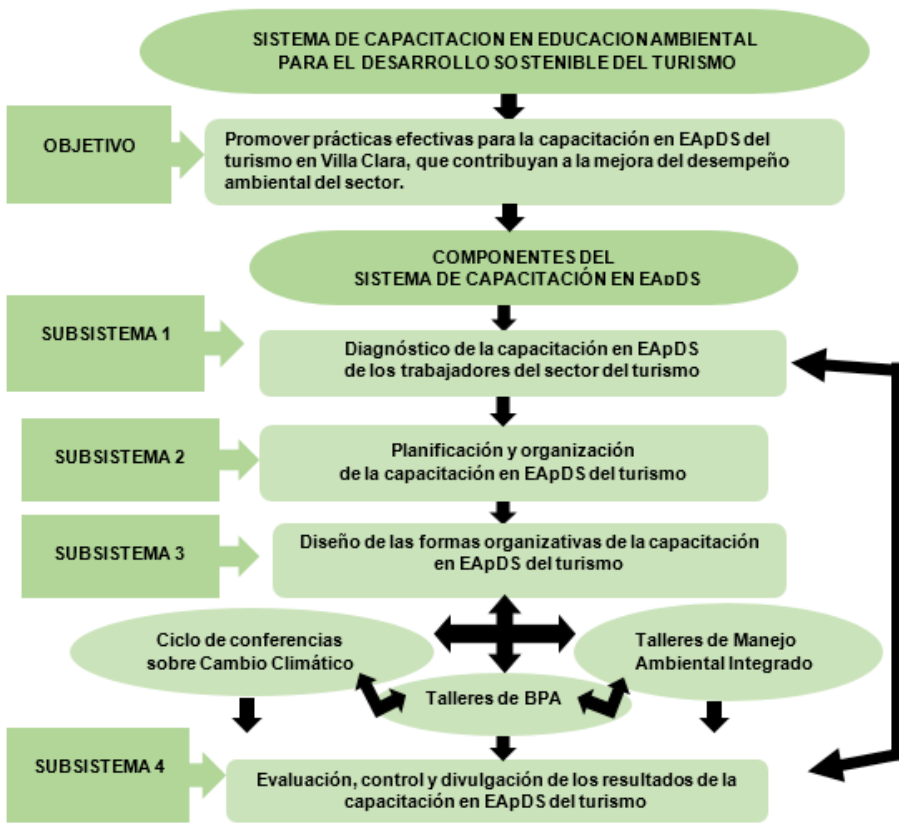 SISTEMA DE CAPACITACION EN EDUCACION AMBIENTAL
PARA EL DESARROLLO SOSTENIBLE DEL TURISMO
OBJETIVO
Promover prácticas efectivas para la capacitación en EApDS del
turismo en Villa Clara, que contribuyan a la mejora del desempeño
ambiental del sector.
COMPONENTES DEL
SISTEMA DE CAPACITACIÓN EN EApDS
SUBSISTEMA 1
Diagnóstico de la capacitación en EApDS
de los trabajadores del sector del turismo
SUBSISTEMA 2
Planificación y organización
de la capacitación en EApDS del turismo
SUBSISTEMA 3
Diseño de las formas organizativas de la capacitación
en EApDS del turismo
Ciclo de conferencias
sobre Cambio Climático
Talleres de Manejo
Ambiental Integrado
Talleres de BPA
SUBSISTEMA 4
Evaluación, control y divulgación de los resultados de la
capacitación en EApDS del turismo